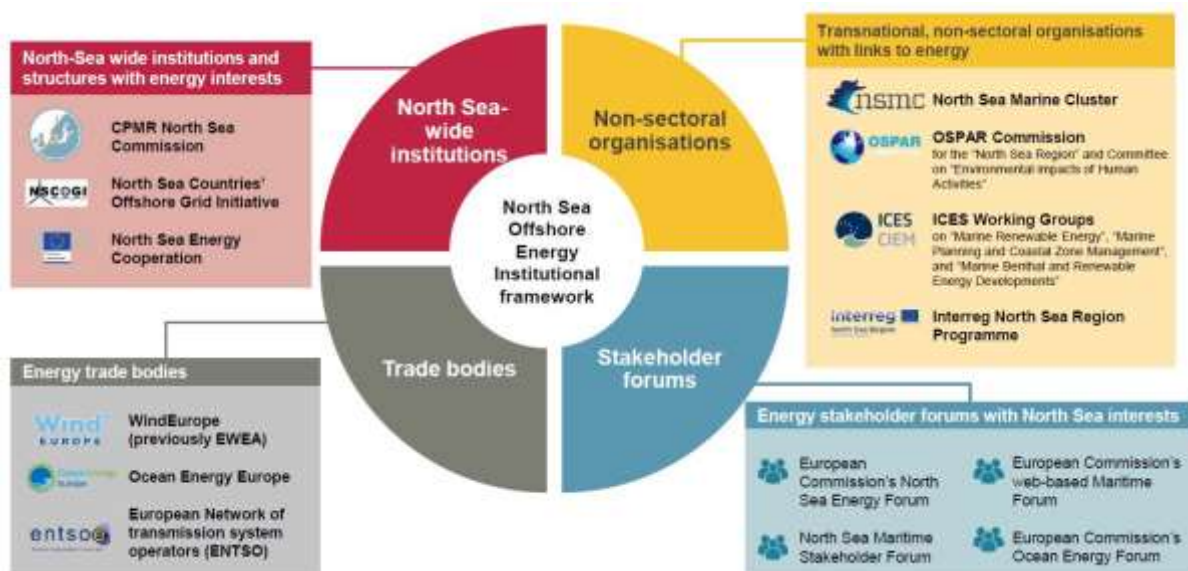 North-Sea wide institutions and
structures with energy interests
CPMR North Sea
Commission
NSCOGI
North Sea Countries'
Offshore Grid Initiative
North Sea Energy
Cooperation
North Sea-
wide
institutions
Non-sectoral
organisations
North Sea
Offshore
Energy
Institutional
framework
Trade bodies
Stakeholder
forums
Transnational, non-sectoral organisations
with links to energy
nsmc
North Sea Marine Cluster
OSPAR
OSPAR Commission
for the "North Sea Region" and Committee
on "Environmental Impacts of Human
Activities"
ICES
CIEM
ICES Working Groups
on "Marine Renewable Energy", "Marine
Planning and Coastal Zone Management",
and "Marine Benthal and Renewable
Energy Developments"
Interreg
North Sea Region
Interreg North Sea Region
Programme
Energy trade bodies
Wind
EUROPE
WindEurope
(previously EWEA)
Ocean Energy
Europe
Ocean Energy Europe
entso
European Network of
transmission system
operators (ENTSO)
Energy stakeholder forums with North Sea interests
European
Commission's North
Sea Energy Forum
European Commission's
web-based Maritime
Forum
North Sea Maritime
Stakeholder Forum
European Commission's
Ocean Energy Forum